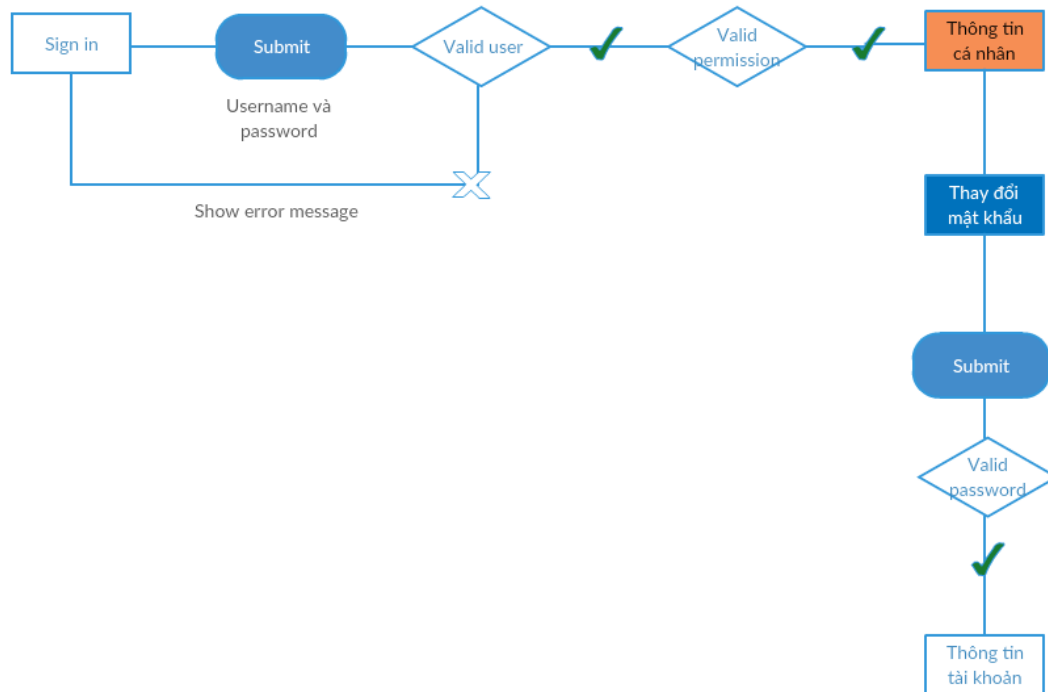 Sign in
Submit
Valid user
Valid
permission
Thông tin
cá nhân
Username và
password
Show error message
Thay đổi
mật khẩu
Submit
Valid
password
Thông tin
tài khoản